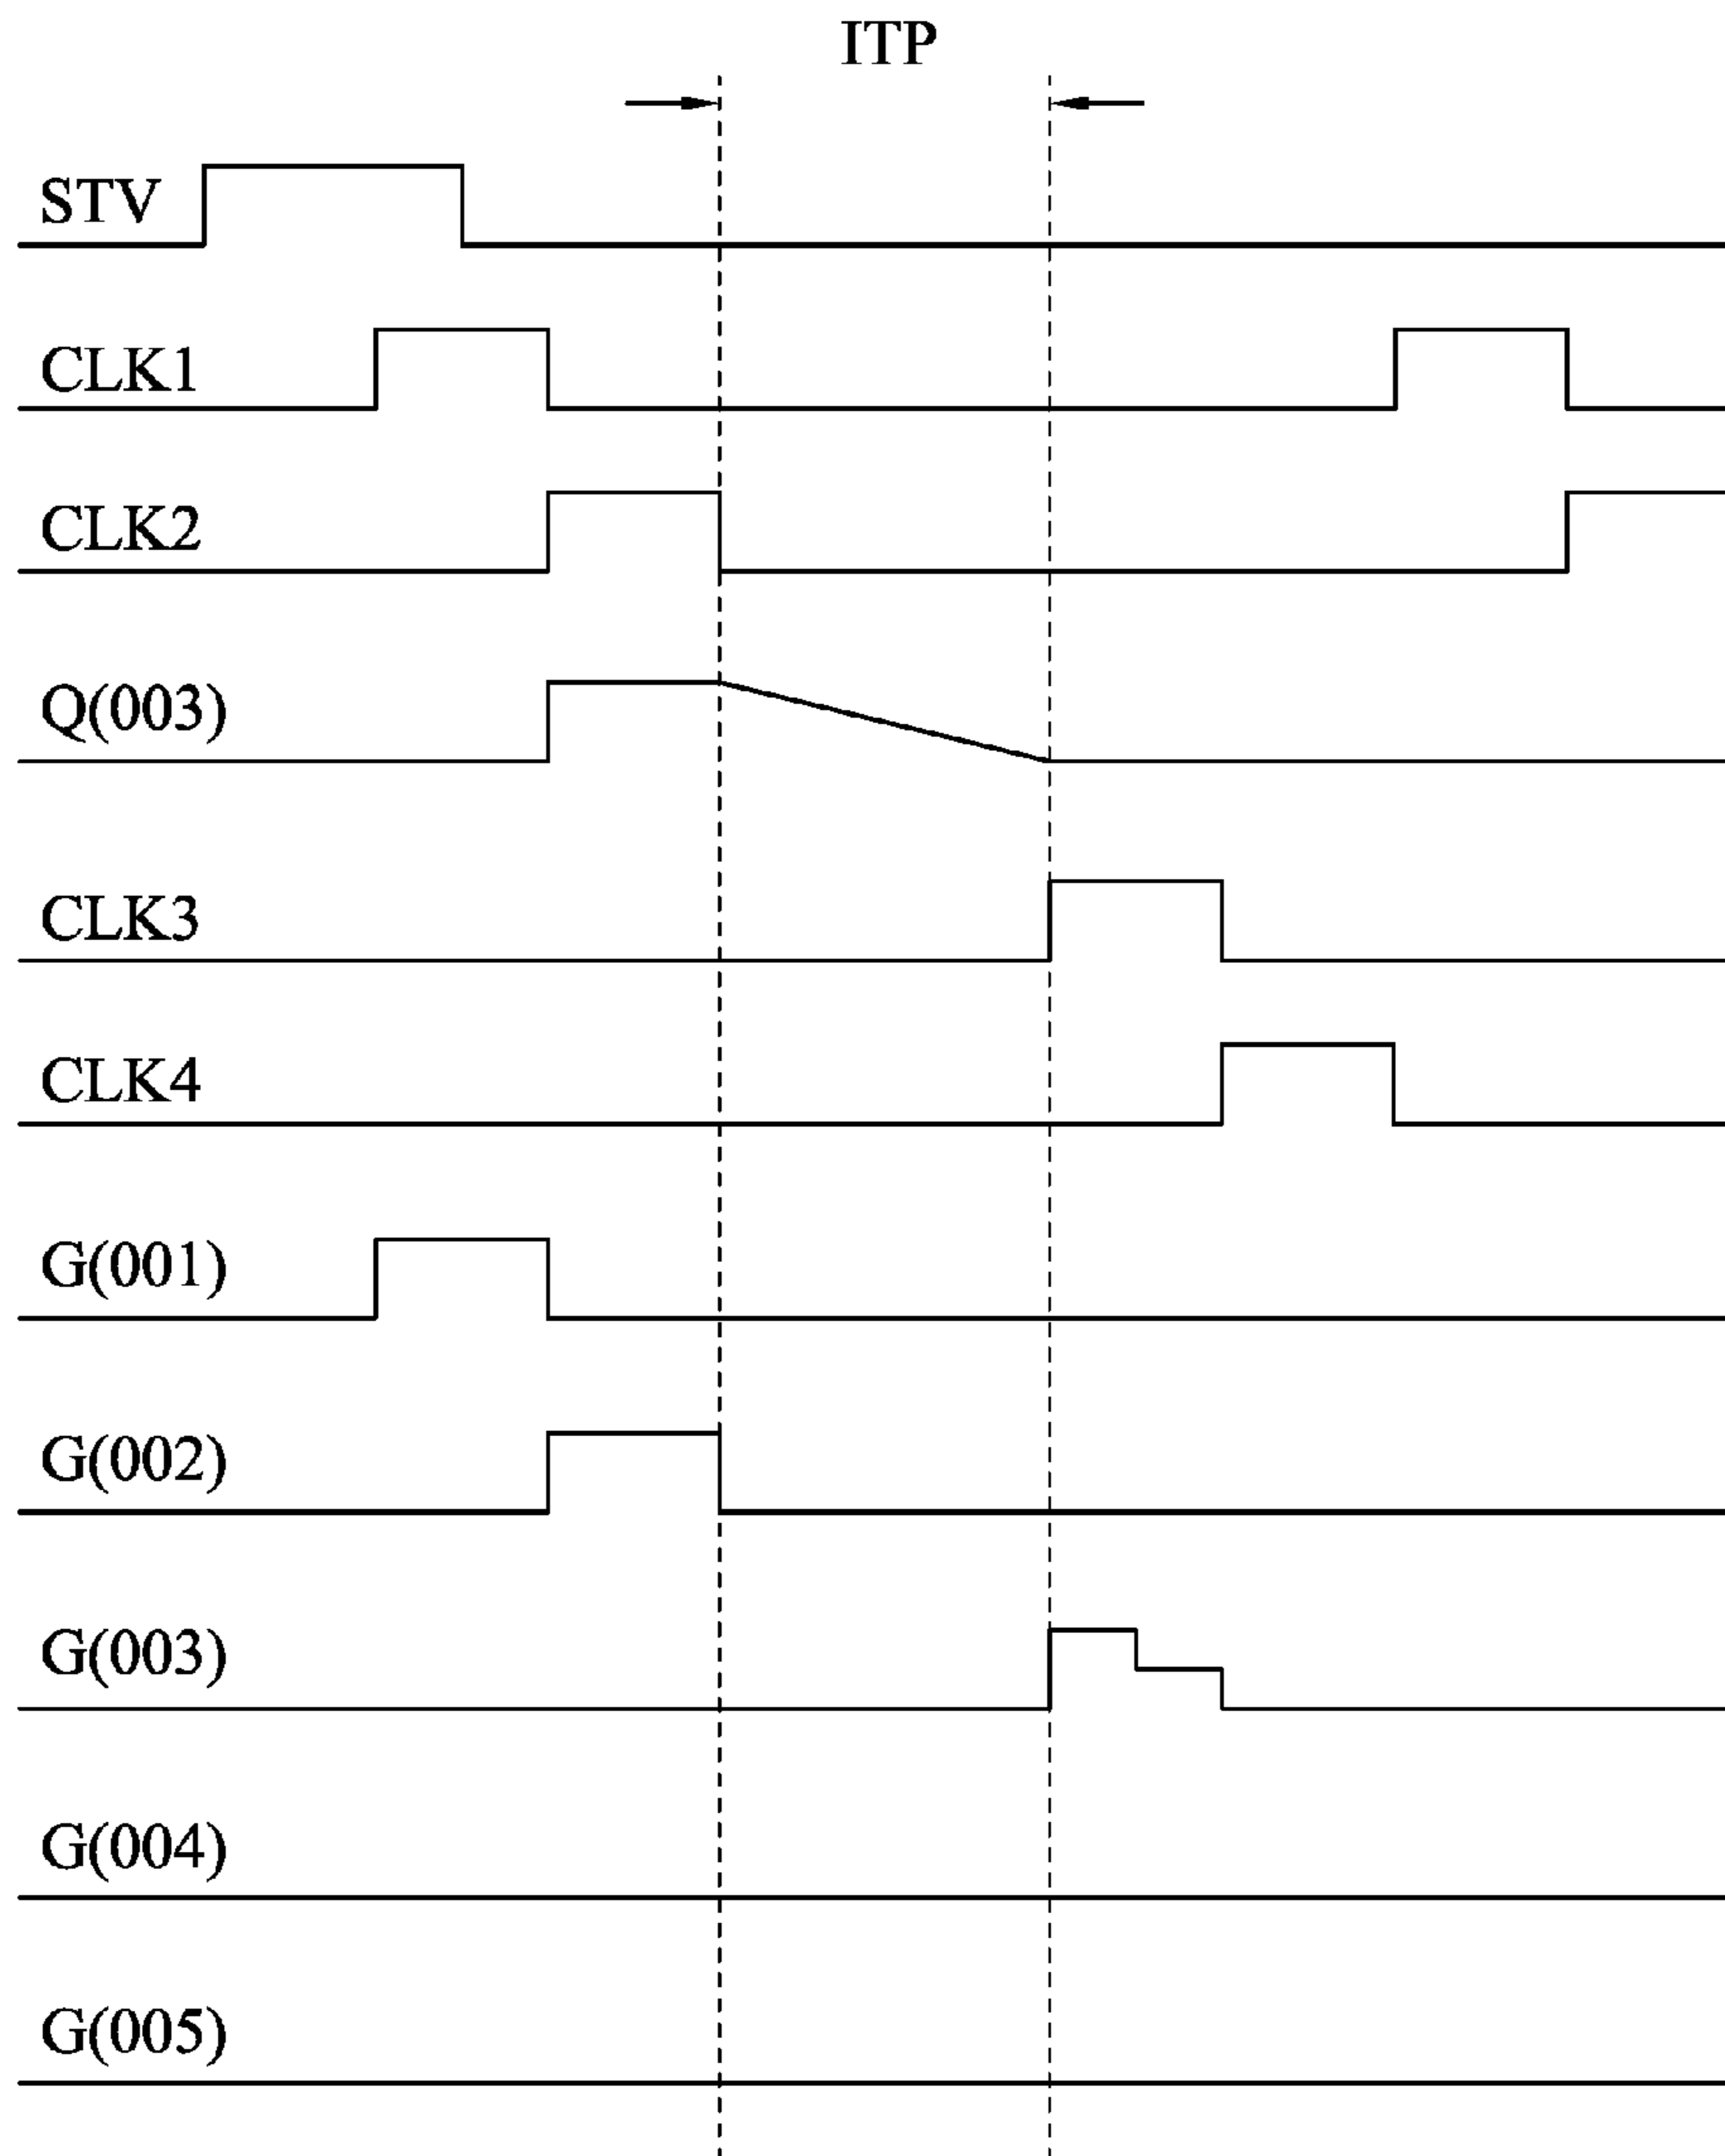 ITP
STV
CLK1
CLK2
Q(003)
CLK3
CLK4
G(001)
G(002)
G(003)
G(004)
G(005)